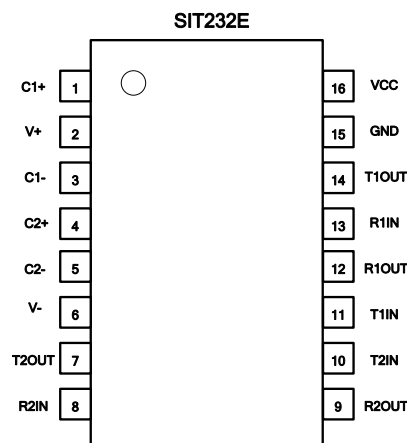 SIT232E
C1+ 1 16 VCC
V+ 2 15 GND
C1- 3 14 T1OUT
C2+ 4 13 R1IN
C2- 5 12 R1OUT
V- 6 11 T1IN
T2OUT 7 10 T2IN
R2IN 8 9 R2OUT